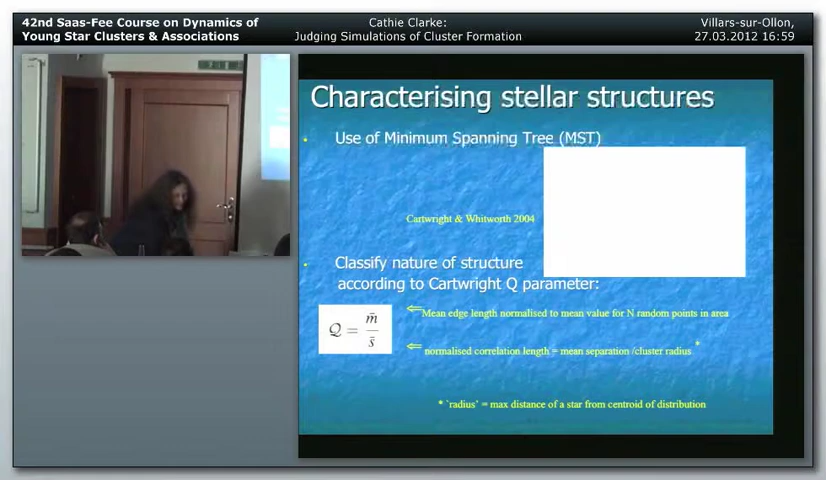 42nd Saas-Fee Course on Dynamics of
Young Star Clusters & Associations
Cathie Clarke:
Judging Simulations of Cluster Formation
Villars-sur-Ollon,
27.03.2012 16:59
Characterising stellar structures
Use of Minimum Spanning Tree (MST)
Cartwright & Whitworth 2004
Classify nature of structure
according to Cartwright Q parameter:
Q = m̄ / s̄
Mean edge length normalised to mean value for N random points in area
normalised correlation length = mean separation /cluster radius *
* `radius' = max distance of a star from centroid of distribution